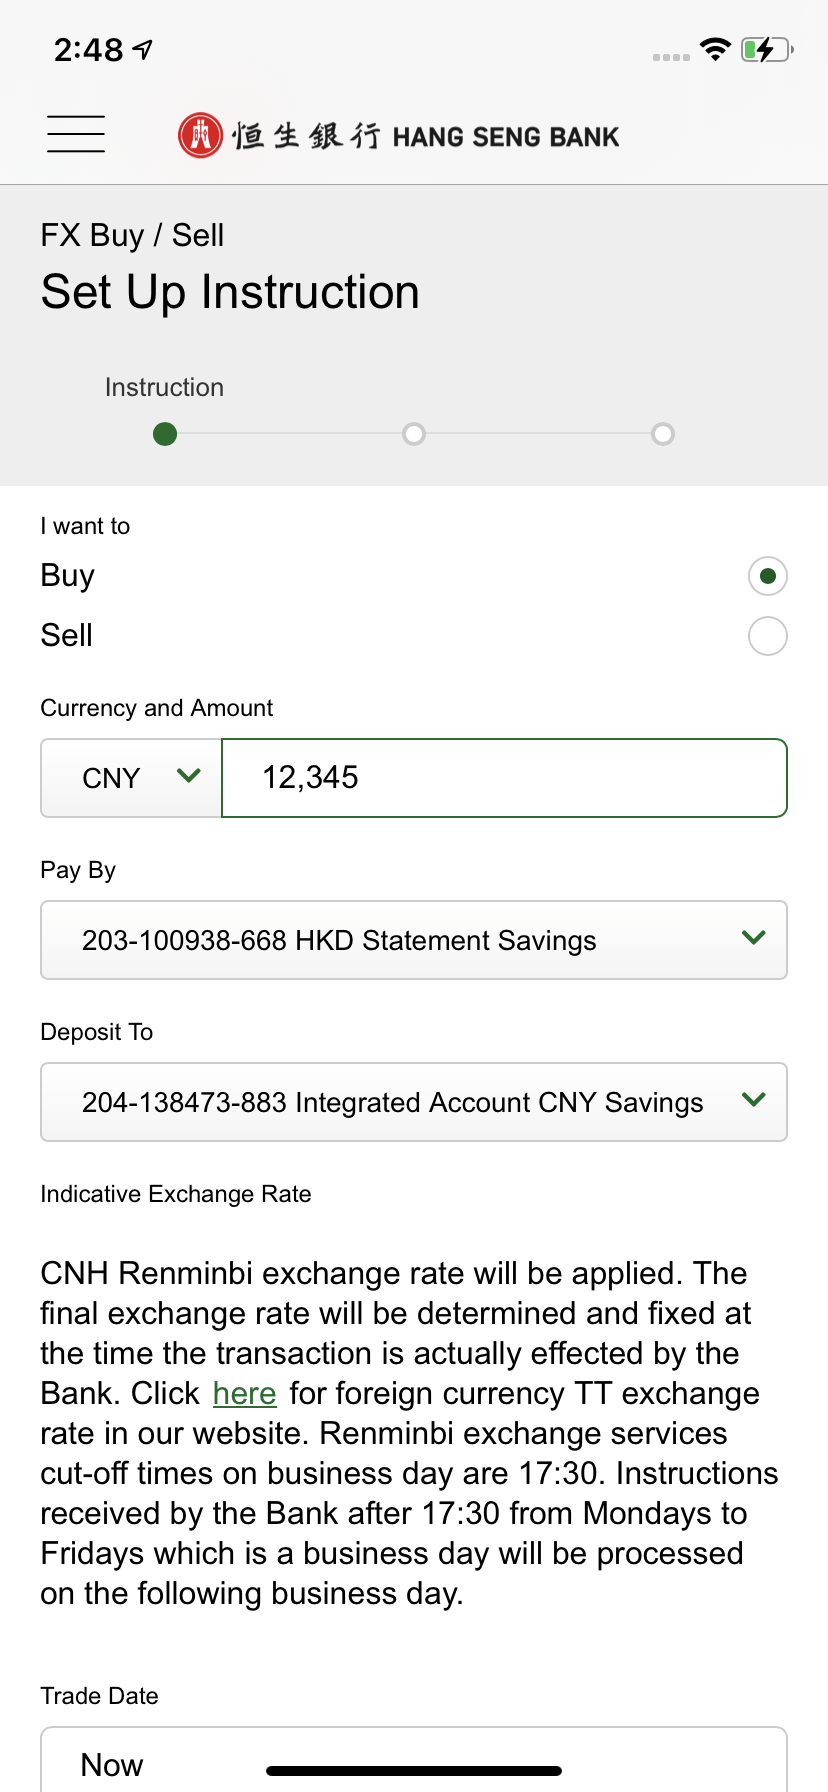 2:48
恒生銀行 HANG SENG BANK
FX Buy / Sell
Set Up Instruction
Instruction
I want to
Buy
Sell
Currency and Amount
CNY 12,345
Pay By
203-100938-668 HKD Statement Savings
Deposit To
204-138473-883 Integrated Account CNY Savings
Indicative Exchange Rate
CNH Renminbi exchange rate will be applied. The
final exchange rate will be determined and fixed at
the time the transaction is actually effected by the
Bank. Click here for foreign currency TT exchange
rate in our website. Renminbi exchange services
cut-off times on business day are 17:30. Instructions
received by the Bank after 17:30 from Mondays to
Fridays which is a business day will be processed
on the following business day.
Trade Date
Now